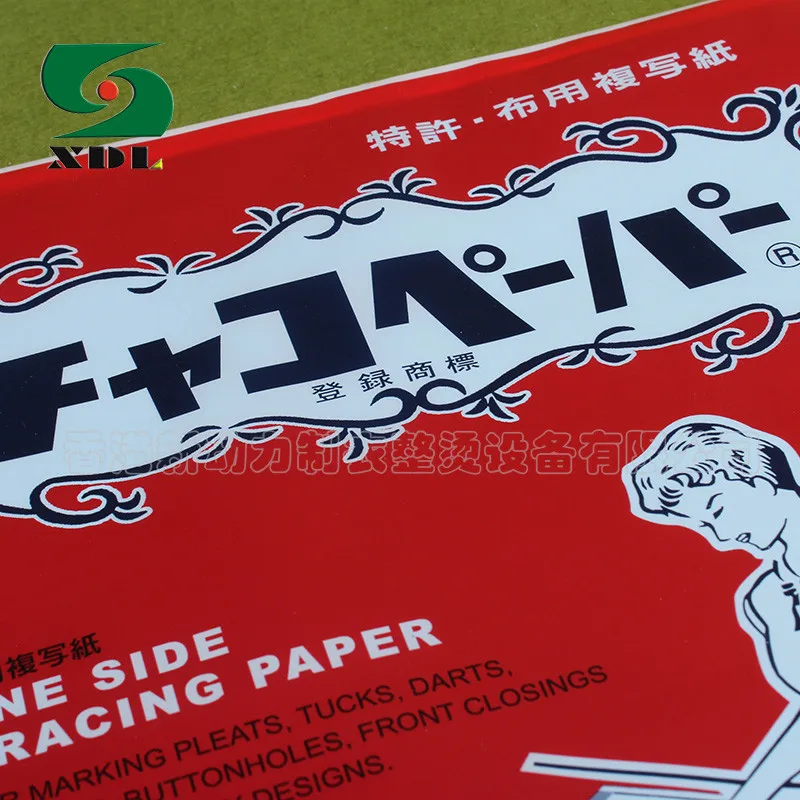 XDL
特許・布用複写紙
チャコペーパー®
登録商標
香港新动力制衣整烫设备有限
用複写紙
NE SIDE
RACING PAPER
R MARKING PLEATS, TUCKS, DARTS,
BUTTONHOLES, FRONT CLOSINGS
DESIGNS.